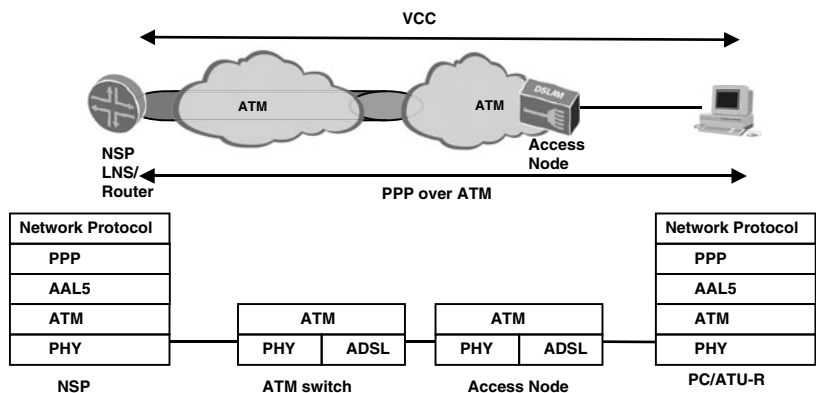 VCC
ATM
ATM
DSLAM
NSP
LNS/
Router
Access
Node
PPP over ATM
Network Protocol
PPP
AAL5
ATM
PHY
NSP
ATM
PHY ADSL
ATM switch
ATM
PHY ADSL
Access Node
Network Protocol
PPP
AAL5
ATM
PHY
PC/ATU-R